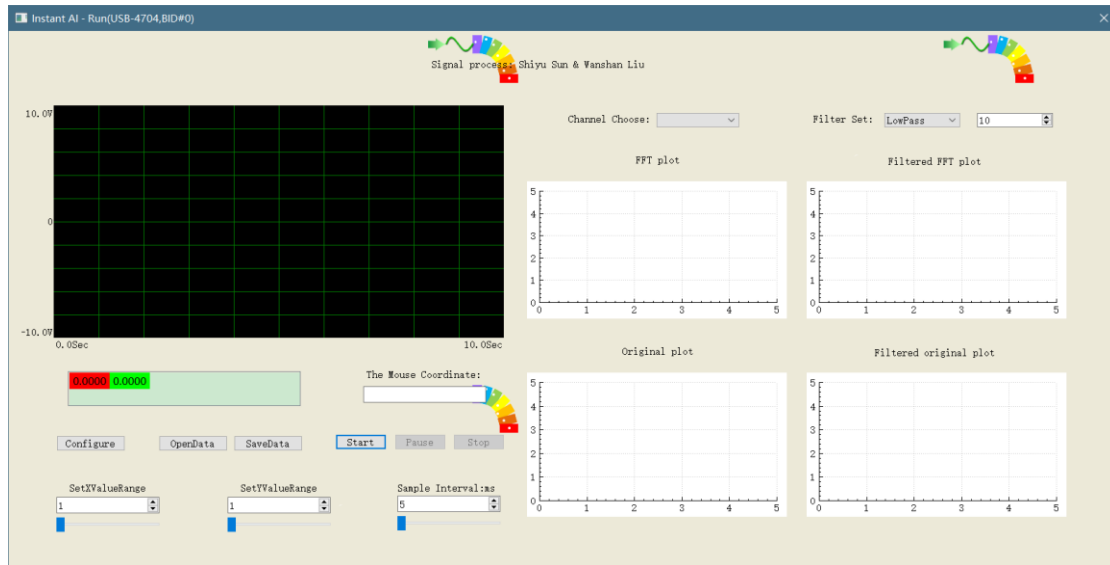 Instant AI - Run(USB-4704,BID#0)
Signal process: Shiyu Sun & Wanshan Liu
10.0V
0
-10.0V
0.0Sec 10.0Sec
0.0000 0.0000
The Mouse Coordinate:
Configure OpenData SaveData Start Pause Stop
SetXValueRange SetYValueRange Sample Interval:ms
1 1 5
Channel Choose: Filter Set: LowPass 10
FFT plot
5
4
3
2
1
0
0 1 2 3 4 5
Filtered FFT plot
5
4
3
2
1
0
0 1 2 3 4 5
Original plot
5
4
3
2
1
0
0 1 2 3 4 5
Filtered original plot
5
4
3
2
1
0
0 1 2 3 4 5